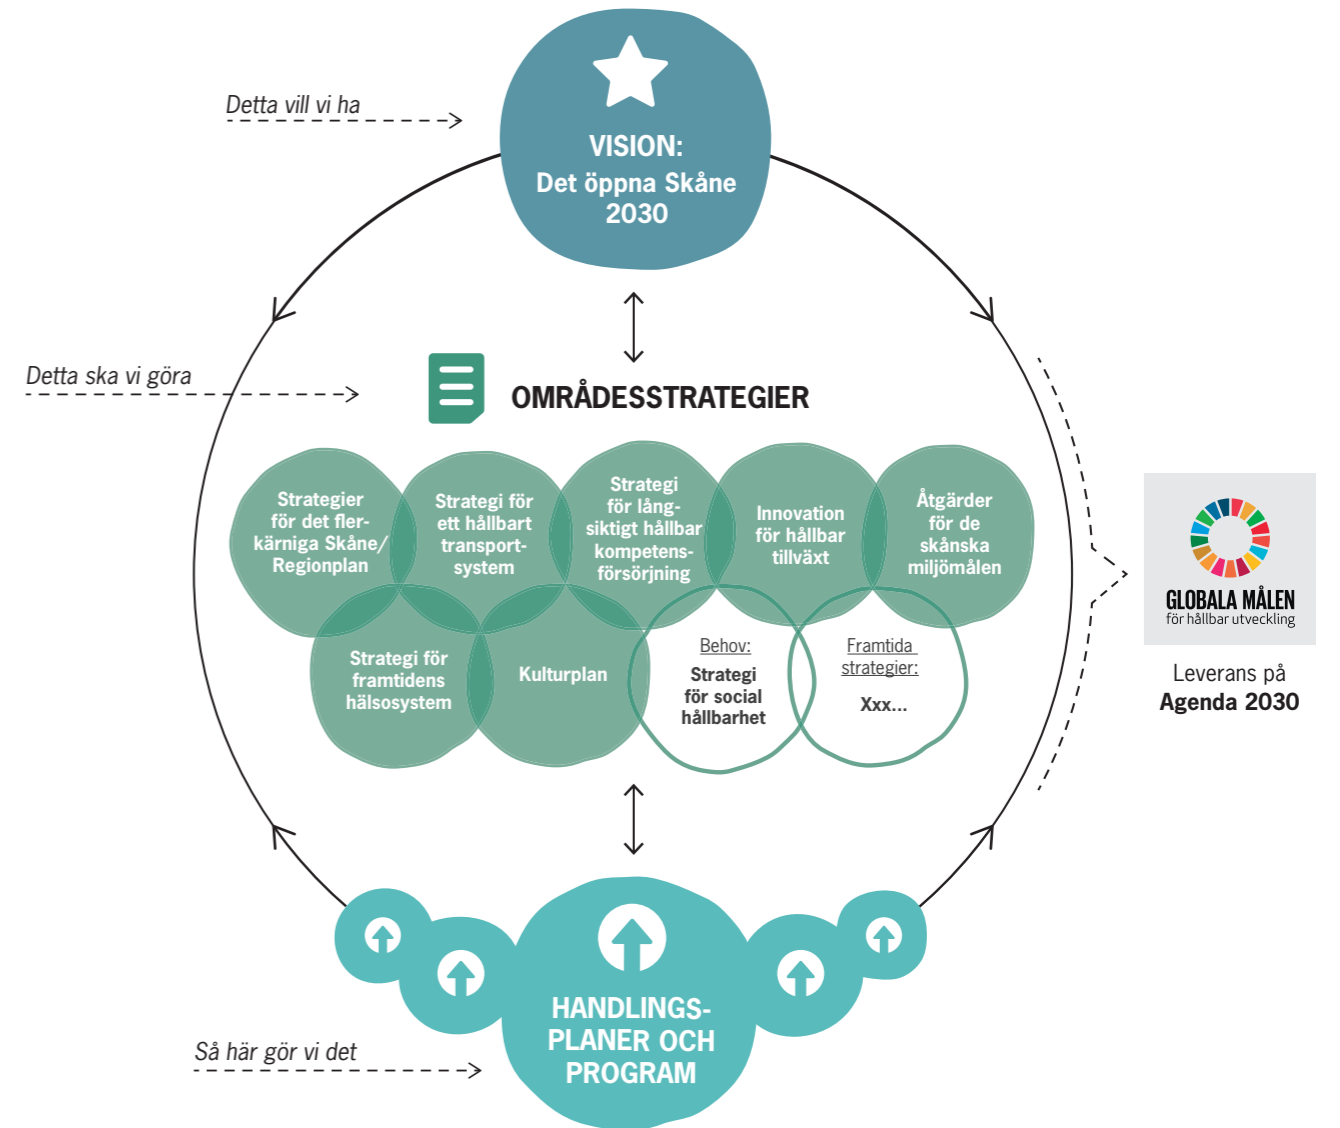 Detta vill vi ha
VISION:
Det öppna Skåne
2030
Detta ska vi göra
OMRÅDESSTRATEGIER
Strategier
för det fler-
kärniga Skåne/
Regionplan
Strategi för
ett hållbart
transport-
system
Strategi
för lång-
siktigt hållbar
kompetens-
försörjning
Innovation
för hållbar
tillväxt
Åtgärder
för de
skånska
miljömålen
Strategi för
framtidens
hälsosystem
Kulturplan
Behov:
Strategi
för social
hållbarhet
Framtida
strategier:
Xxx...
GLOBALA MÅLEN
för hållbar utveckling
Leverans på
Agenda 2030
Så här gör vi det
HANDLINGS-
PLANER OCH
PROGRAM